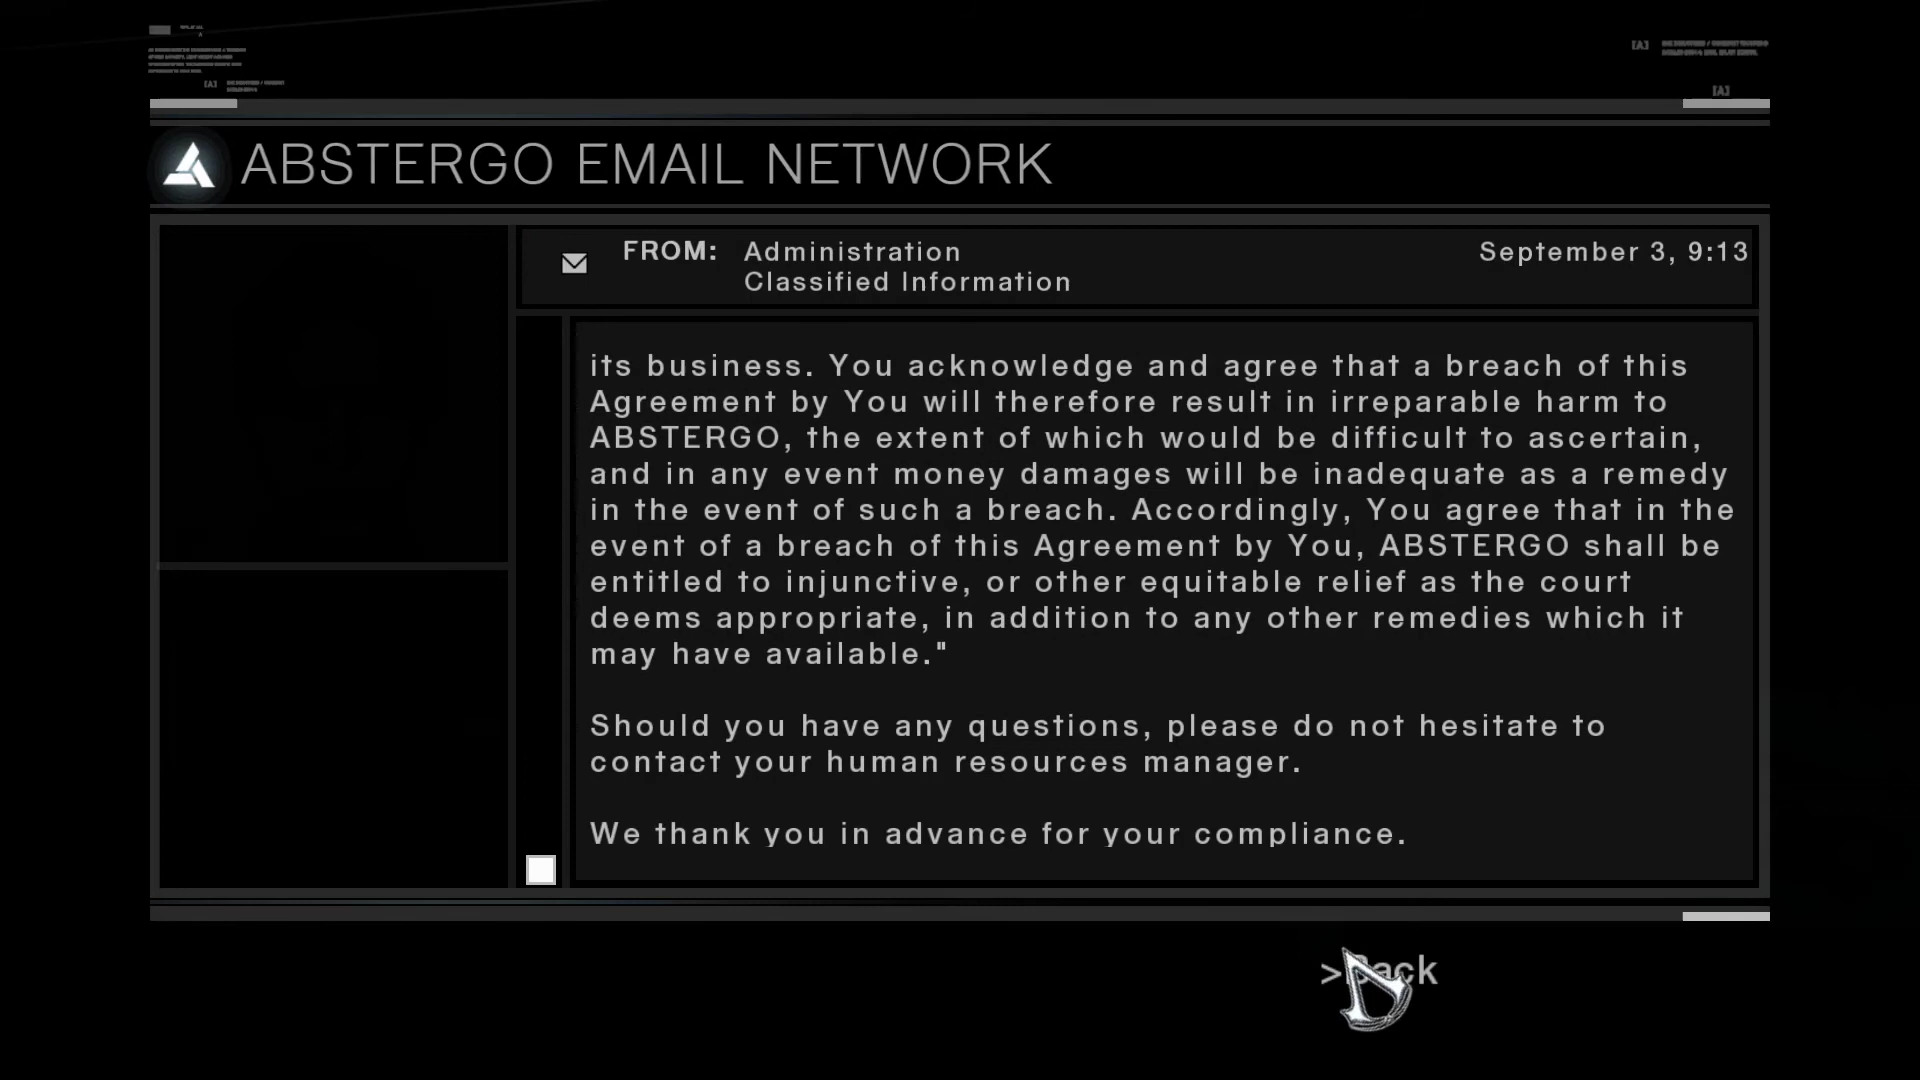 [A]
[A]
[A]
ABSTERGO EMAIL NETWORK
FROM: Administration
September 3, 9:13
Classified Information
its business. You acknowledge and agree that a breach of this
Agreement by You will therefore result in irreparable harm to
ABSTERGO, the extent of which would be difficult to ascertain,
and in any event money damages will be inadequate as a remedy
in the event of such a breach. Accordingly, You agree that in the
event of a breach of this Agreement by You, ABSTERGO shall be
entitled to injunctive, or other equitable relief as the court
deems appropriate, in addition to any other remedies which it
may have available."
Should you have any questions, please do not hesitate to
contact your human resources manager.
We thank you in advance for your compliance.
>Back